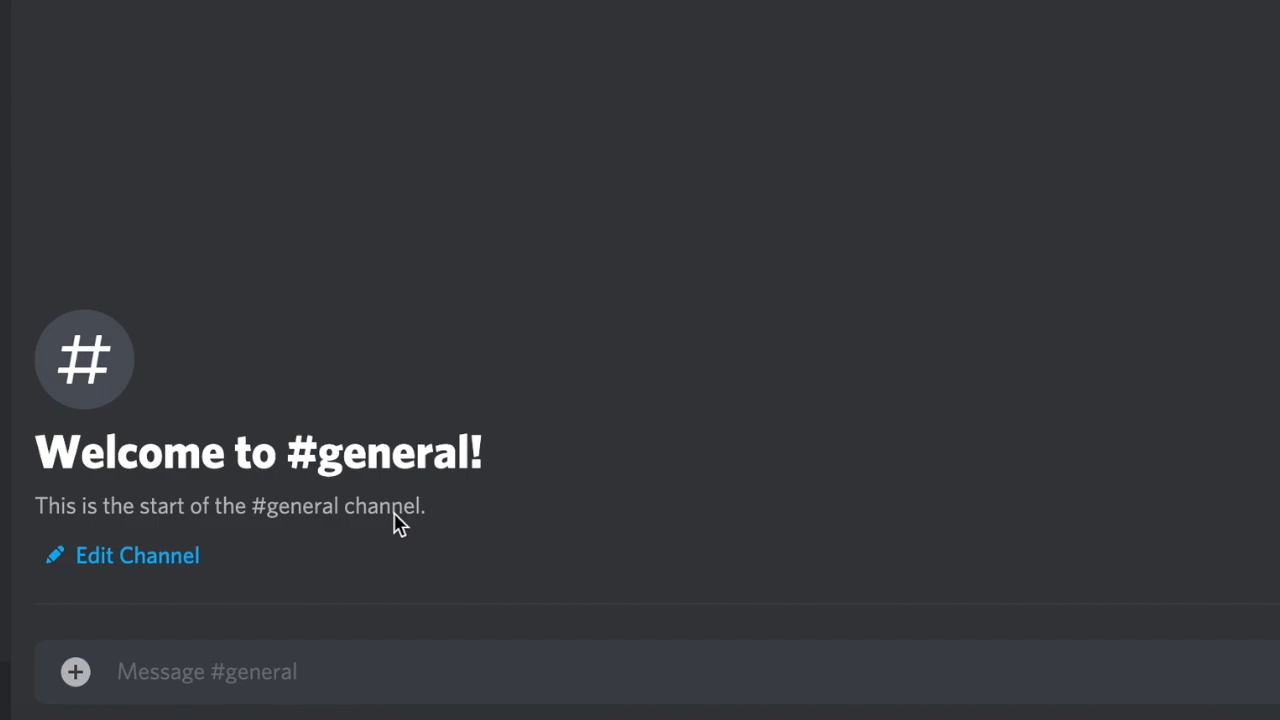 #
Welcome to #general!
This is the start of the #general channel.
Edit Channel
Message #general